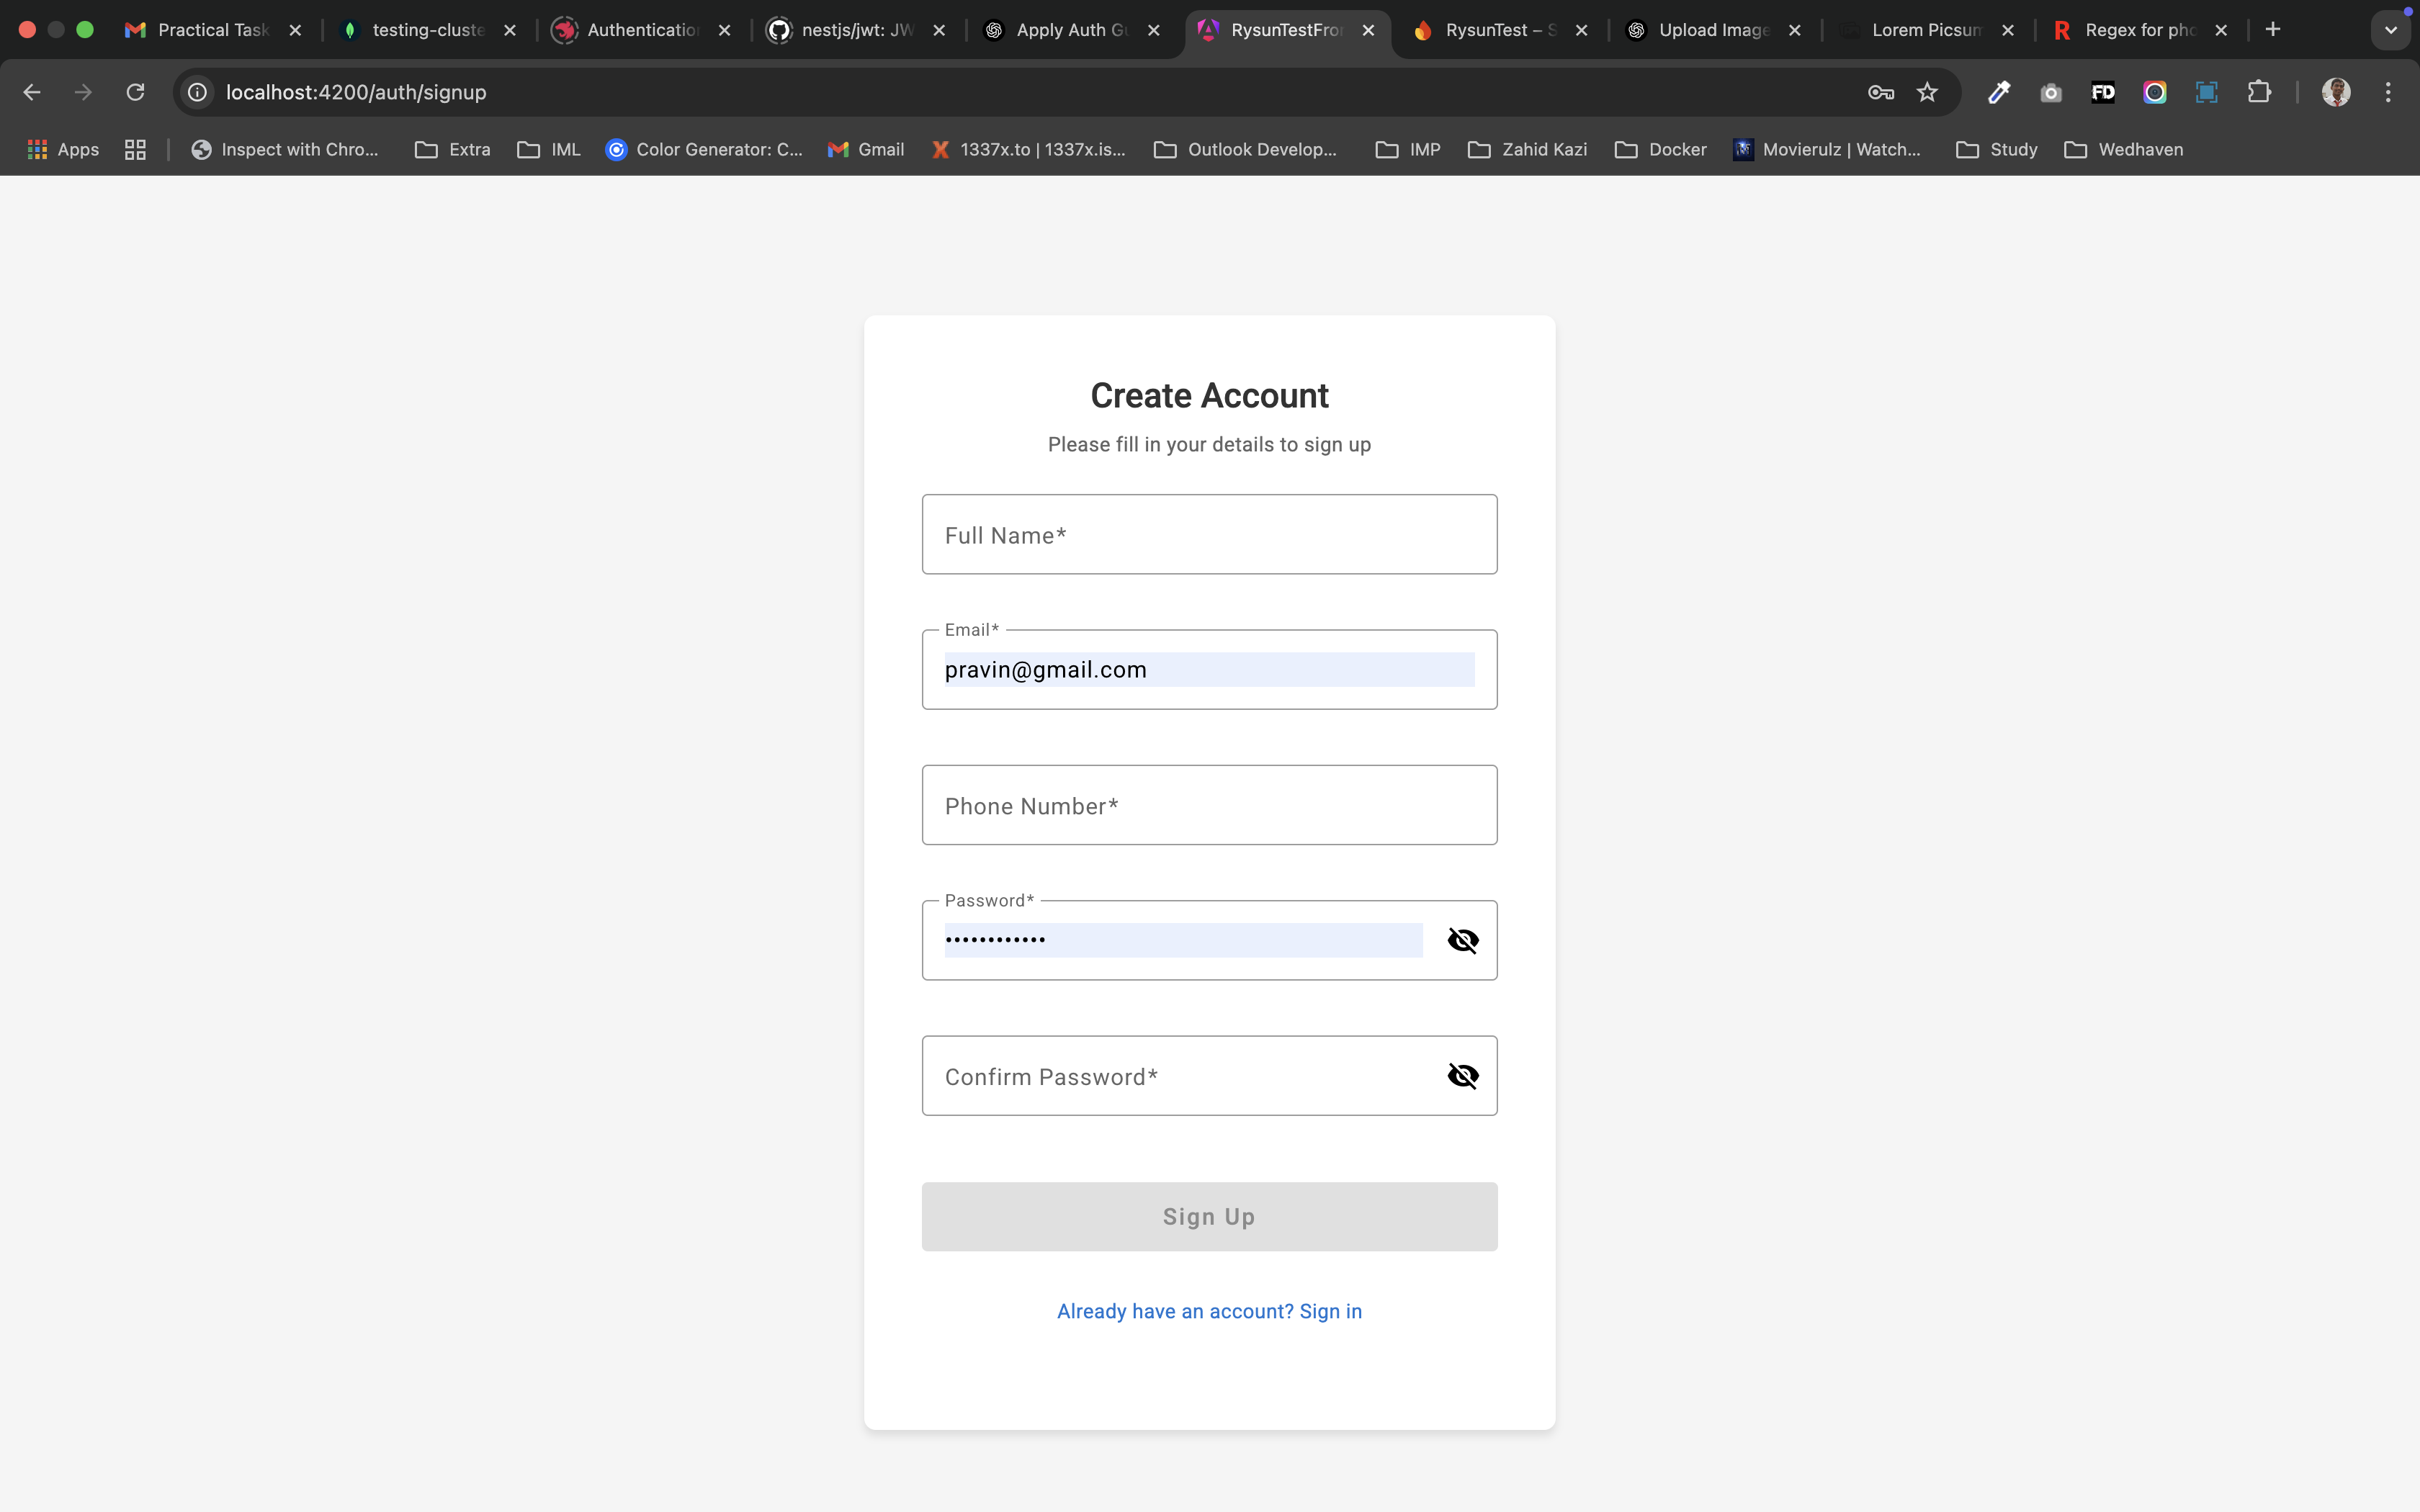 Practical Task
testing-cluste
Authentication
nestjs/jwt: JW
Apply Auth Gu
RysunTestFron
RysunTest – S
Upload Image
Lorem Picsum
Regex for pho
localhost:4200/auth/signup
FD
Apps
Inspect with Chro...
Extra
IML
Color Generator: C...
Gmail
1337x.to | 1337x.is...
Outlook Develop...
IMP
Zahid Kazi
Docker
Movierulz | Watch...
Study
Wedhaven
Create Account
Please fill in your details to sign up
Full Name*
Email*
pravin@gmail.com
Phone Number*
Password*
••••••••••••
Confirm Password*
Sign Up
Already have an account? Sign in